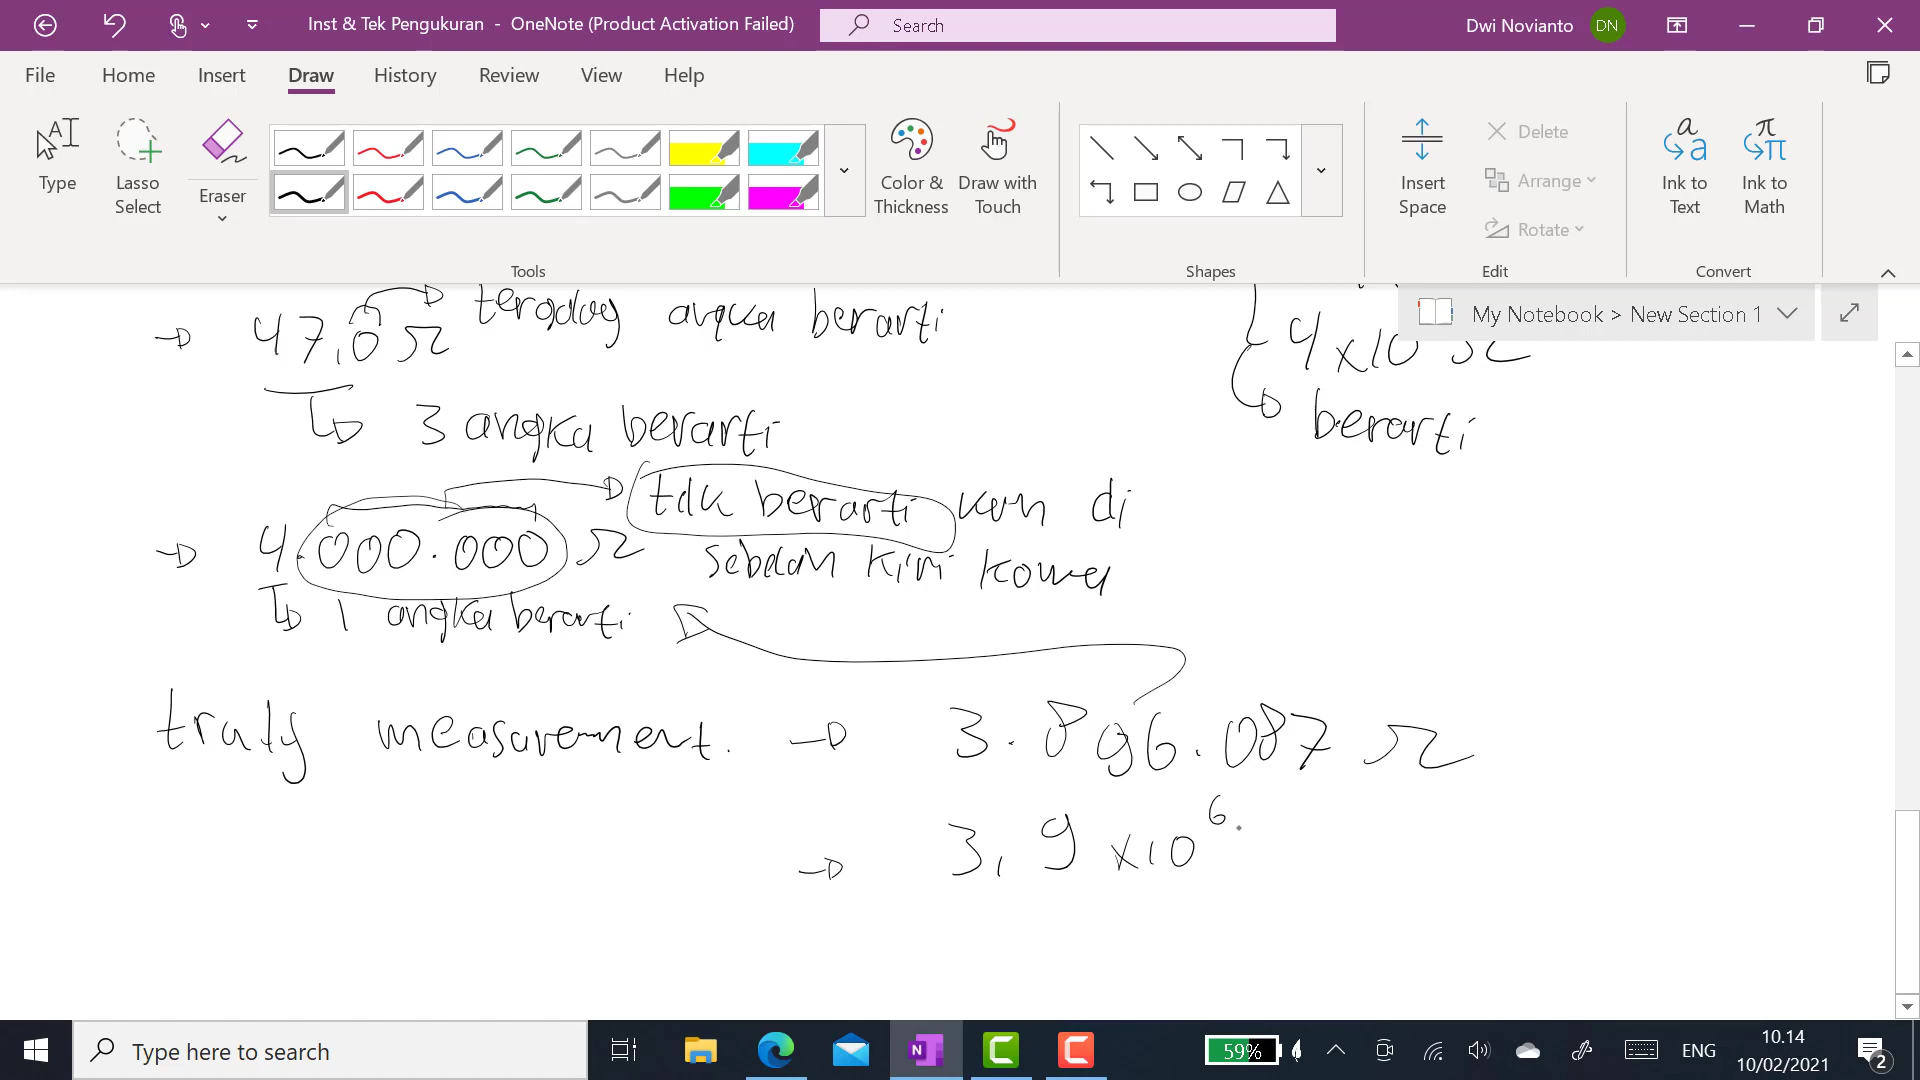 Inst & Tek Pengukuran - OneNote (Product Activation Failed)
Search
Dwi Novianto
DN
File
Home
Insert
Draw
History
Review
View
Help
Type
Lasso Select
Eraser
Color & Thickness
Draw with Touch
Insert Space
Delete
Arrange
Rotate
Ink to Text
Ink to Math
Tools
Shapes
Edit
Convert
My Notebook > New Section 1
angka berarti
→ 47,0 Ω
4 x 10 Ω
↳ 3 angka berarti
berarti
tdk berarti krn di
→ 4.000.000 Ω
sebelah kiri koma
↳ 1 angka berarti
truly measurement. → 3.896.087 Ω
→ 3,9 x10⁶
Type here to search
59%
ENG
10.14
10/02/2021
2